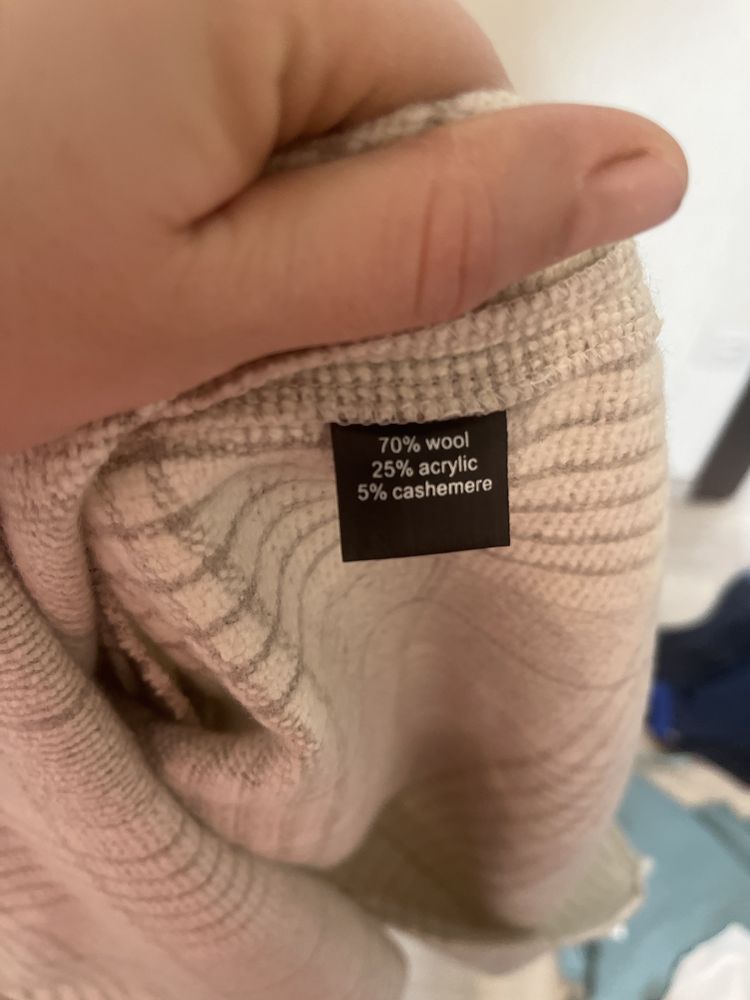 70% wool
25% acrylic
5% cashemere